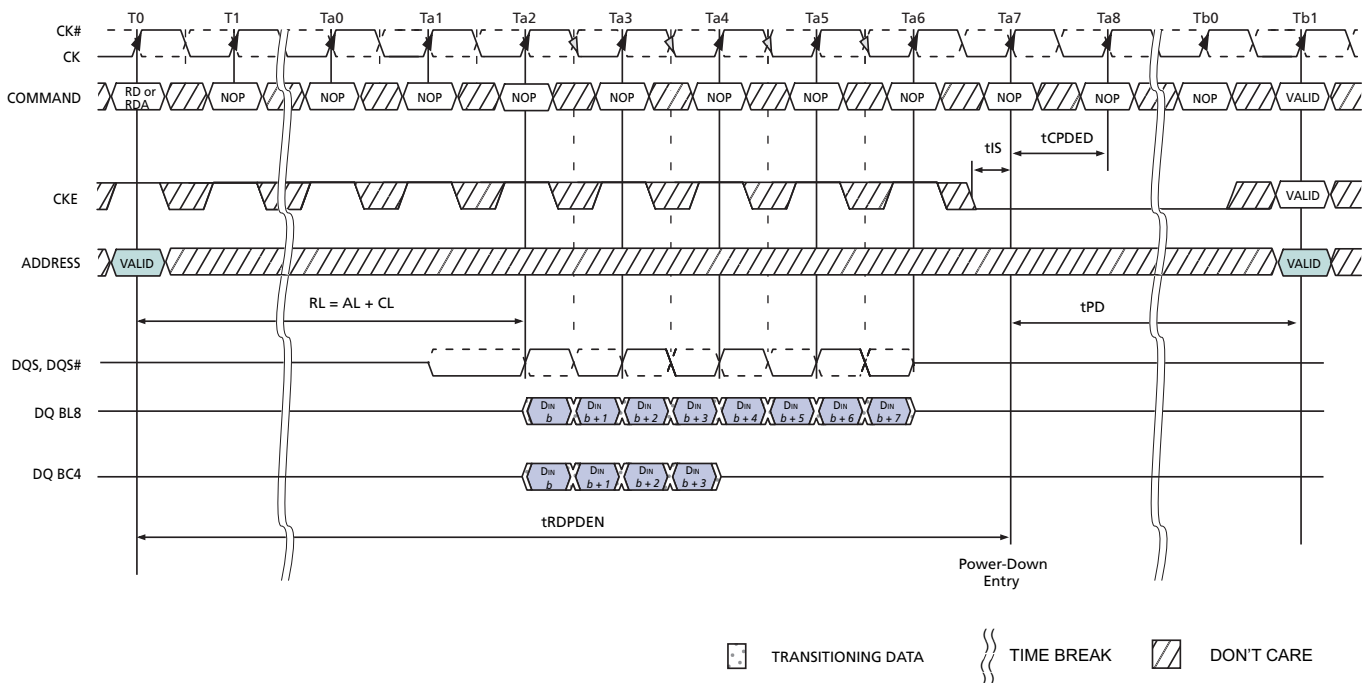 T0 T1 Ta0 Ta1 Ta2 Ta3 Ta4 Ta5 Ta6 Ta7 Ta8 Tb0 Tb1
CK#
CK
COMMAND RD or RDA NOP NOP NOP NOP NOP NOP NOP NOP NOP NOP NOP VALID
tIS tCPDED
CKE VALID
ADDRESS VALID VALID
RL = AL + CL tPD
DQS, DQS#
DQ BL8 DIN b DIN b + 1 DIN b + 2 DIN b + 3 DIN b + 4 DIN b + 5 DIN b + 6 DIN b + 7
DQ BC4 DIN b DIN b + 1 DIN b + 2 DIN b + 3
tRDPDEN
Power-Down
Entry
TRANSITIONING DATA TIME BREAK DON'T CARE